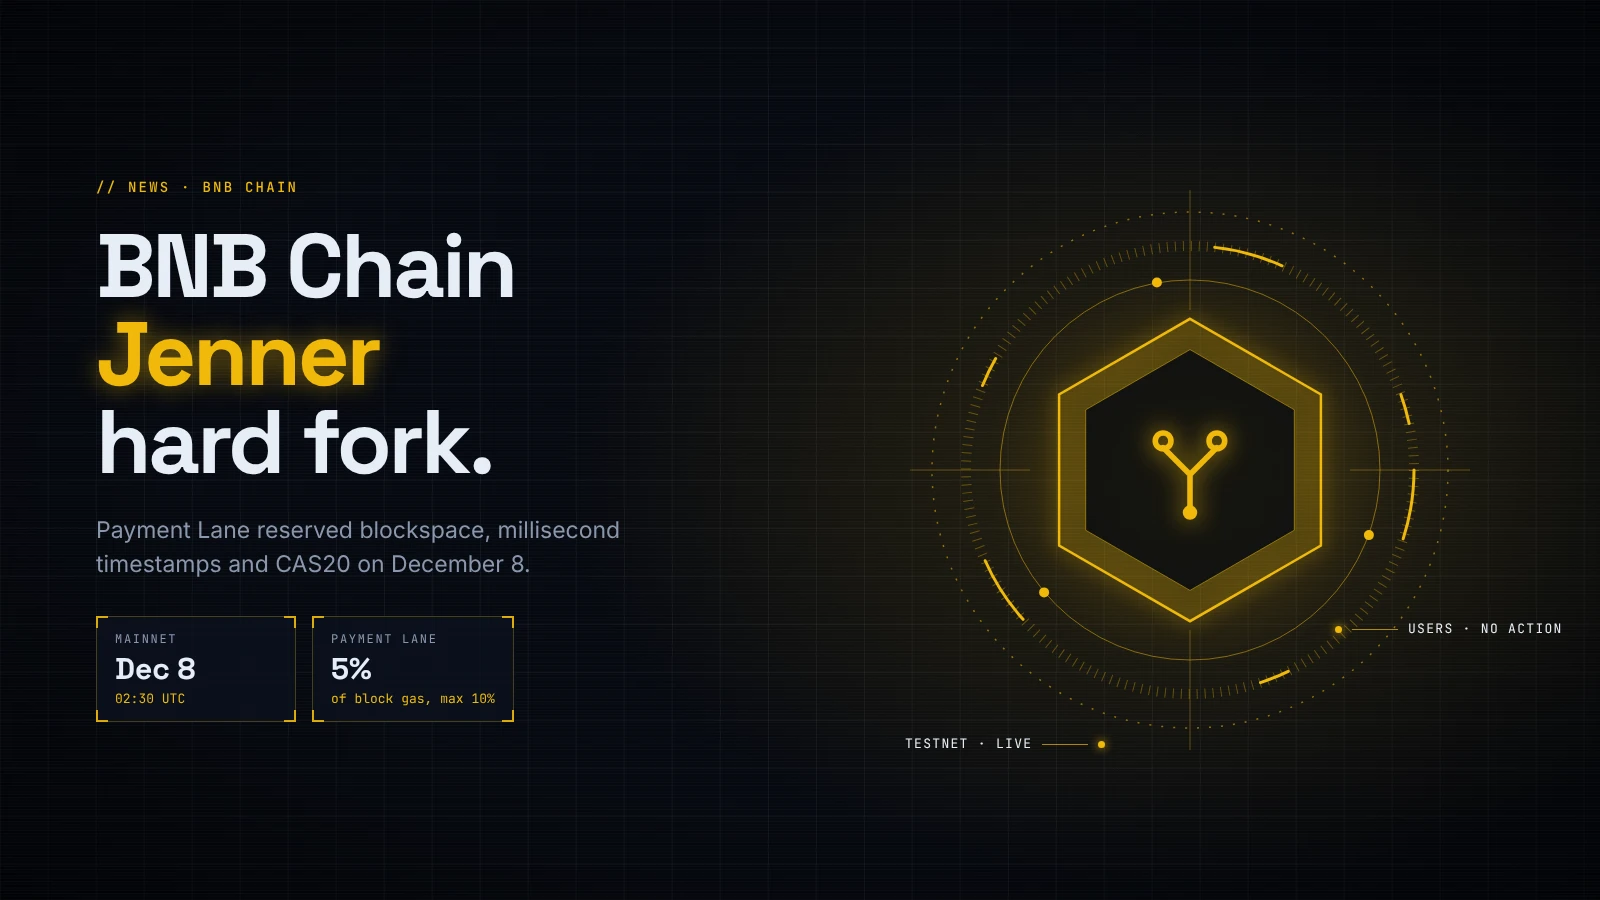 // NEWS · BNB CHAIN
BNB Chain
Jenner
hard fork.
Payment Lane reserved blockspace, millisecond
timestamps and CAS20 on December 8.
MAINNET
Dec 8
02:30 UTC
PAYMENT LANE
5%
of block gas, max 10%
USERS · NO ACTION
TESTNET · LIVE